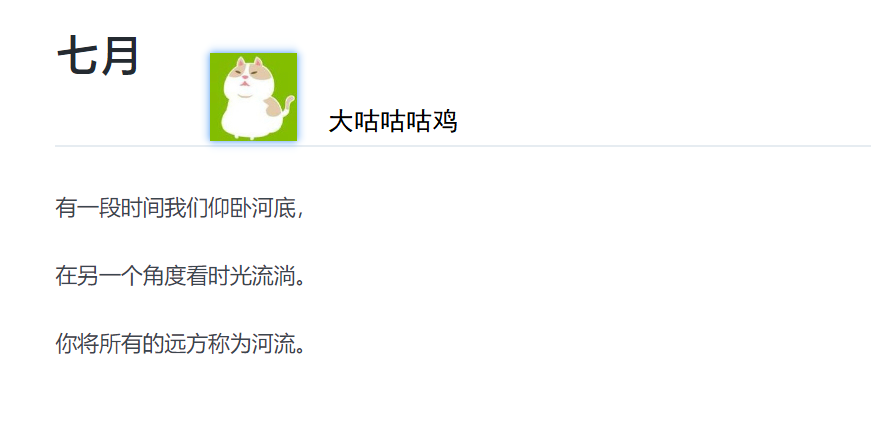 七月
大咕咕咕鸡
有一段时间我们仰卧河底，
在另一个角度看时光流淌。
你将所有的远方称为河流。